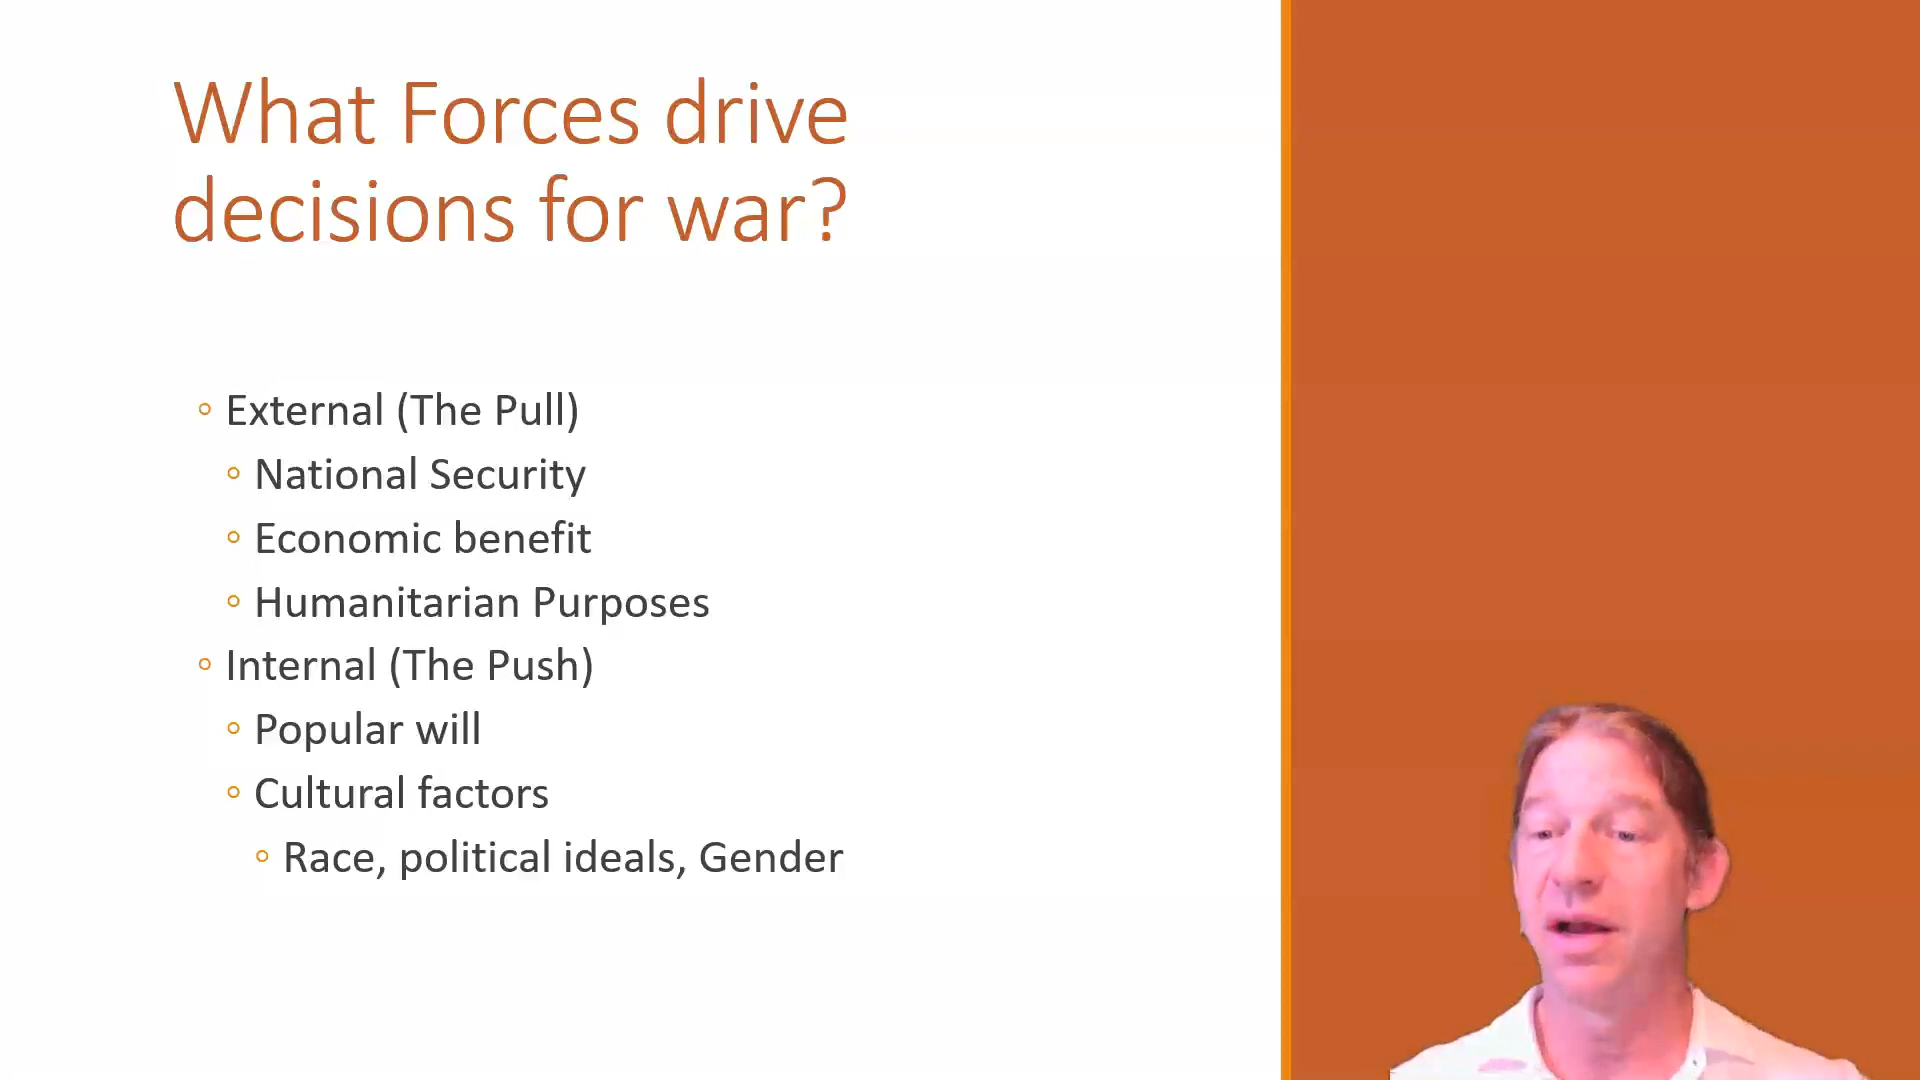 What Forces drive
decisions for war?
External (The Pull)
National Security
Economic benefit
Humanitarian Purposes
Internal (The Push)
Popular will
Cultural factors
Race, political ideals, Gender